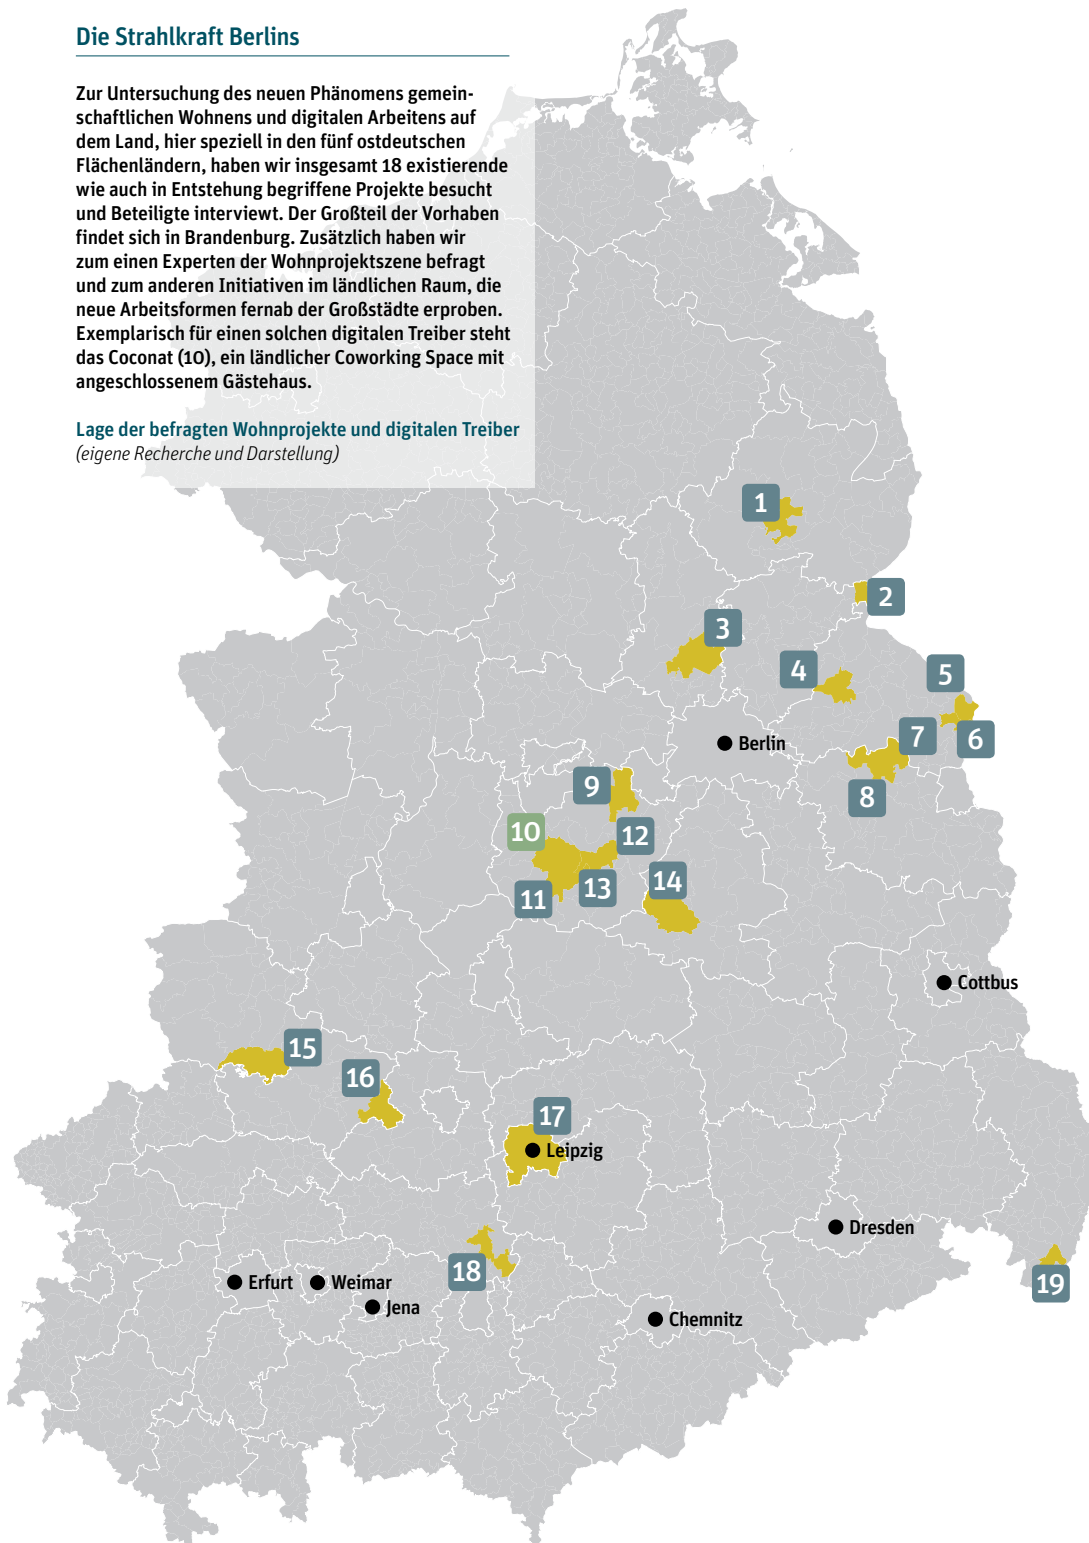 Die Strahlkraft Berlins
Zur Untersuchung des neuen Phänomens gemein-
schaftlichen Wohnens und digitalen Arbeitens auf
dem Land, hier speziell in den fünf ostdeutschen
Flächenländern, haben wir insgesamt 18 existierende
wie auch in Entstehung begriffene Projekte besucht
und Beteiligte interviewt. Der Großteil der Vorhaben
findet sich in Brandenburg. Zusätzlich haben wir
zum einen Experten der Wohnprojektszene befragt
und zum anderen Initiativen im ländlichen Raum, die
neue Arbeitsformen fernab der Großstädte erproben.
Exemplarisch für einen solchen digitalen Treiber steht
das Coconat (10), ein ländlicher Coworking Space mit
angeschlossenem Gästehaus.
Lage der befragten Wohnprojekte und digitalen Treiber
(eigene Recherche und Darstellung)
1
2
3
4
5
6
7
8
Berlin
9
10
11
12
13
14
Cottbus
15
16
17
Leipzig
Dresden
18
19
Erfurt
Weimar
Jena
Chemnitz